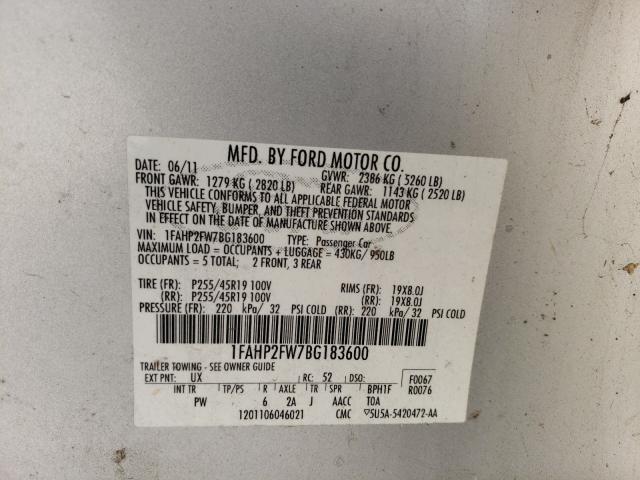 MFD. BY FORD MOTOR CO.
DATE: 06/11 GVWR: 2386 KG ( 5260 LB)
FRONT GAWR: 1279 KG ( 2820 LB) REAR GAWR: 1143 KG ( 2520 LB)
THIS VEHICLE CONFORMS TO ALL APPLICABLE FEDERAL MOTOR
VEHICLE SAFETY, BUMPER, AND THEFT PREVENTION STANDARDS
IN EFFECT ON THE DATE OF MANUFACTURE SHOWN ABOVE.
VIN: 1FAHP2FW7BG183600 TYPE: Passenger Car
MAXIMUM LOAD = OCCUPANTS + LUGGAGE = 430KG/ 950LB
OCCUPANTS = 5 TOTAL; 2 FRONT, 3 REAR
TIRE (FR): P255/45R19 100V RIMS (FR): 19X8.0J
(RR): P255/45R19 100V (RR): 19X8.0J
PRESSURE (FR): 220 kPa/ 32 PSI COLD (RR): 220 kPa/ 32 PSI COLD
1FAHP2FW7BG183600
TRAILER TOWING - SEE OWNER GUIDE
EXT PNT: UX RC: 52 DSO: F0067
INT TR TP/PS R AXLE TR SPR BPH1F R0076
PW 6 2A J AACC TOA
1201106046021 CMC ▽5U5A-5420472-AA